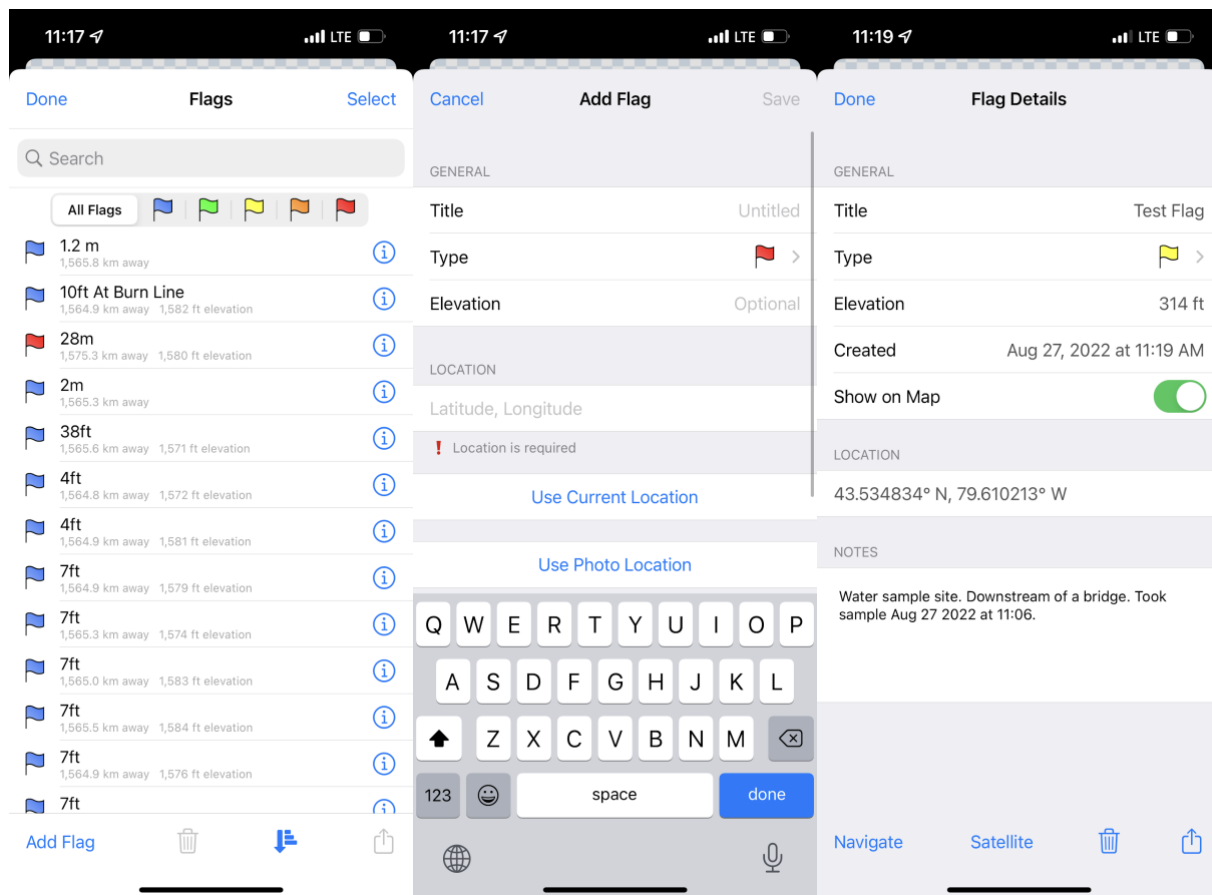 11:17
LTE
Done
Flags
Select
Search
All Flags
1.2 m
1,565.8 km away
10ft At Burn Line
1,564.9 km away 1,582 ft elevation
28m
1,575.3 km away 1,580 ft elevation
2m
1,565.3 km away
38ft
1,565.6 km away 1,571 ft elevation
4ft
1,564.8 km away 1,572 ft elevation
4ft
1,564.9 km away 1,581 ft elevation
7ft
1,564.9 km away 1,579 ft elevation
7ft
1,565.3 km away 1,574 ft elevation
7ft
1,565.0 km away 1,583 ft elevation
7ft
1,565.5 km away 1,584 ft elevation
7ft
1,564.9 km away 1,576 ft elevation
7ft
Add Flag
11:17
LTE
Cancel
Add Flag
Save
GENERAL
Title
Untitled
Type
Elevation
Optional
LOCATION
Latitude, Longitude
Location is required
Use Current Location
Use Photo Location
Q W E R T Y U I O P
A S D F G H J K L
Z X C V B N M
123
space
done
11:19
LTE
Done
Flag Details
GENERAL
Title
Test Flag
Type
Elevation
314 ft
Created
Aug 27, 2022 at 11:19 AM
Show on Map
LOCATION
43.534834° N, 79.610213° W
NOTES
Water sample site. Downstream of a bridge. Took
sample Aug 27 2022 at 11:06.
Navigate
Satellite